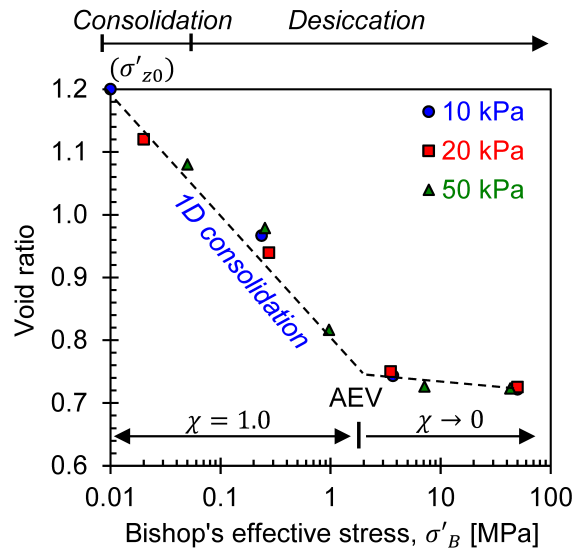 Consolidation Desiccation
(σ'z0)
1.2
1.1
1.0
0.9
0.8
0.7
0.6
Void ratio
10 kPa
20 kPa
50 kPa
1D consolidation
AEV
χ = 1.0
χ → 0
0.01 0.1 1 10 100
Bishop's effective stress, σ'B [MPa]